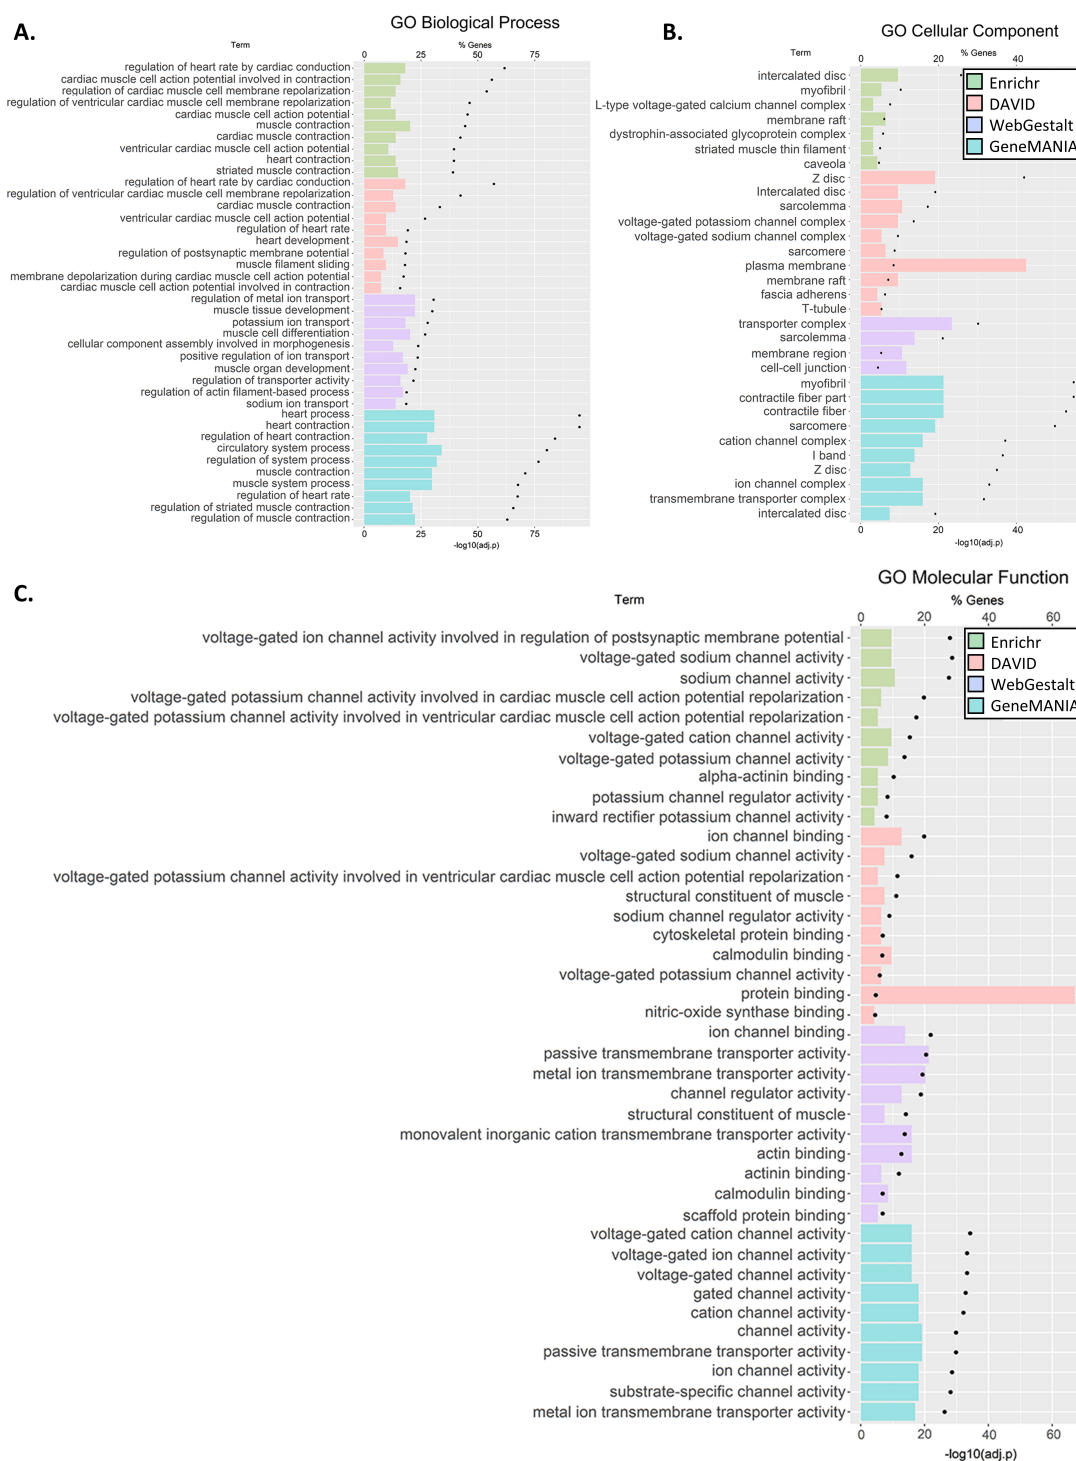 A.
GO Biological Process
Term
% Genes
0 25 50 75
regulation of heart rate by cardiac conduction
cardiac muscle cell action potential involved in contraction
regulation of cardiac muscle cell membrane repolarization
regulation of ventricular cardiac muscle cell membrane repolarization
cardiac muscle cell action potential
muscle contraction
cardiac muscle contraction
ventricular cardiac muscle cell action potential
heart contraction
striated muscle contraction
regulation of heart rate by cardiac conduction
regulation of ventricular cardiac muscle cell membrane repolarization
cardiac muscle contraction
ventricular cardiac muscle cell action potential
regulation of heart rate
heart development
regulation of postsynaptic membrane potential
muscle filament sliding
membrane depolarization during cardiac muscle cell action potential
cardiac muscle cell action potential involved in contraction
regulation of metal ion transport
muscle tissue development
potassium ion transport
muscle cell differentiation
cellular component assembly involved in morphogenesis
positive regulation of ion transport
muscle organ development
regulation of transporter activity
regulation of actin filament-based process
sodium ion transport
heart process
heart contraction
regulation of heart contraction
circulatory system process
regulation of system process
muscle contraction
muscle system process
regulation of heart rate
regulation of striated muscle contraction
regulation of muscle contraction
0 25 50 75
-log10(adj.p)
B.
GO Cellular Component
Term
% Genes
0 20 40
Enrichr
DAVID
WebGestalt
GeneMANIA
intercalated disc
myofibril
L-type voltage-gated calcium channel complex
membrane raft
dystrophin-associated glycoprotein complex
striated muscle thin filament
caveola
Z disc
Intercalated disc
sarcolemma
voltage-gated potassium channel complex
voltage-gated sodium channel complex
sarcomere
plasma membrane
membrane raft
fascia adherens
T-tubule
transporter complex
sarcolemma
membrane region
cell-cell junction
myofibril
contractile fiber part
contractile fiber
sarcomere
cation channel complex
I band
Z disc
ion channel complex
transmembrane transporter complex
intercalated disc
0 20 40
-log10(adj.p)
C.
GO Molecular Function
Term
% Genes
0 20 40 60
Enrichr
DAVID
WebGestalt
GeneMANIA
voltage-gated ion channel activity involved in regulation of postsynaptic membrane potential
voltage-gated sodium channel activity
sodium channel activity
voltage-gated potassium channel activity involved in cardiac muscle cell action potential repolarization
voltage-gated potassium channel activity involved in ventricular cardiac muscle cell action potential repolarization
voltage-gated cation channel activity
voltage-gated potassium channel activity
alpha-actinin binding
potassium channel regulator activity
inward rectifier potassium channel activity
ion channel binding
voltage-gated sodium channel activity
voltage-gated potassium channel activity involved in ventricular cardiac muscle cell action potential repolarization
structural constituent of muscle
sodium channel regulator activity
cytoskeletal protein binding
calmodulin binding
voltage-gated potassium channel activity
protein binding
nitric-oxide synthase binding
ion channel binding
passive transmembrane transporter activity
metal ion transmembrane transporter activity
channel regulator activity
structural constituent of muscle
monovalent inorganic cation transmembrane transporter activity
actin binding
actinin binding
calmodulin binding
scaffold protein binding
voltage-gated cation channel activity
voltage-gated ion channel activity
voltage-gated channel activity
gated channel activity
cation channel activity
channel activity
passive transmembrane transporter activity
ion channel activity
substrate-specific channel activity
metal ion transmembrane transporter activity
0 20 40 60
-log10(adj.p)